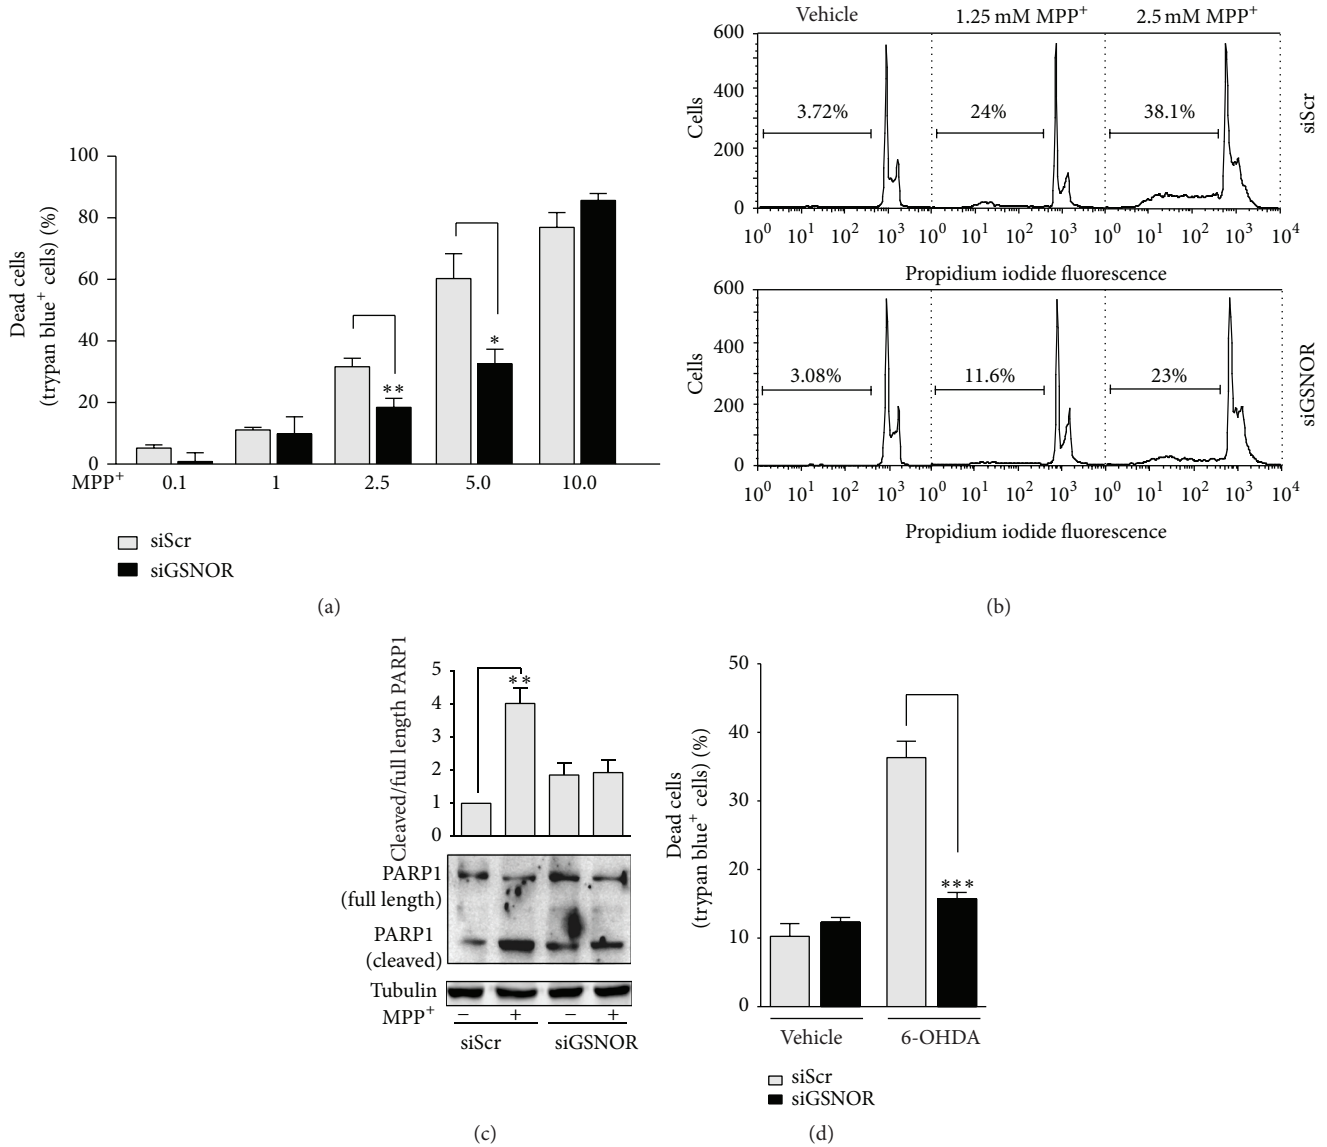 100
80
60
40
20
0
Dead cells
(trypan blue+ cells) (%)
**
*
MPP+ 0.1 1 2.5 5.0 10.0
siScr
siGSNOR
(a)
Vehicle 1.25 mM MPP+ 2.5 mM MPP+
600
400
200
0
Cells
3.72% 24% 38.1%
siScr
10^0 10^1 10^2 10^3 10^0 10^1 10^2 10^3 10^0 10^1 10^2 10^3 10^4
Propidium iodide fluorescence
600
400
200
0
Cells
3.08% 11.6% 23%
siGSNOR
10^0 10^1 10^2 10^3 10^0 10^1 10^2 10^3 10^0 10^1 10^2 10^3 10^4
Propidium iodide fluorescence
(b)
Cleaved/full length PARP1
5
4
3
2
1
0
**
PARP1
(full length)
PARP1
(cleaved)
Tubulin
MPP+ − + − +
siScr siGSNOR
(c)
50
40
30
20
10
0
Dead cells
(trypan blue+ cells) (%)
***
Vehicle 6-OHDA
siScr
siGSNOR
(d)